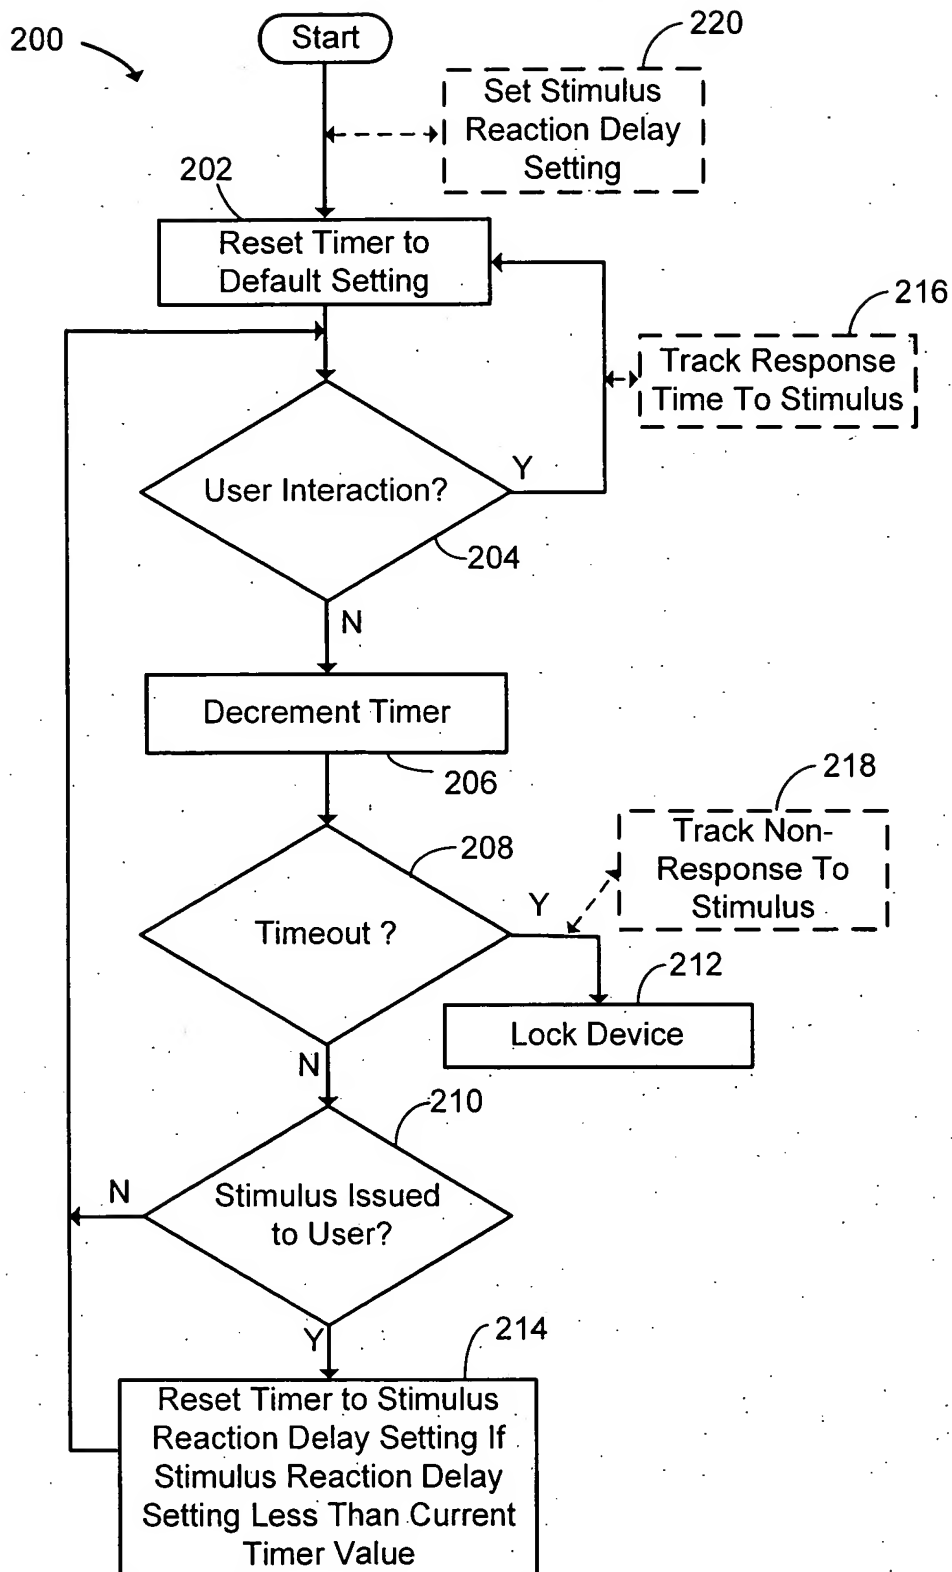 200
Start
220
Set Stimulus
Reaction Delay
Setting
202
Reset Timer to
Default Setting
216
Track Response
Time To Stimulus
User Interaction?
Y
204
N
Decrement Timer
206
218
Track Non-
Response To
Stimulus
208
Timeout ?
Y
212
Lock Device
N
210
Stimulus Issued
to User?
N
Y
214
Reset Timer to Stimulus
Reaction Delay Setting If
Stimulus Reaction Delay
Setting Less Than Current
Timer Value